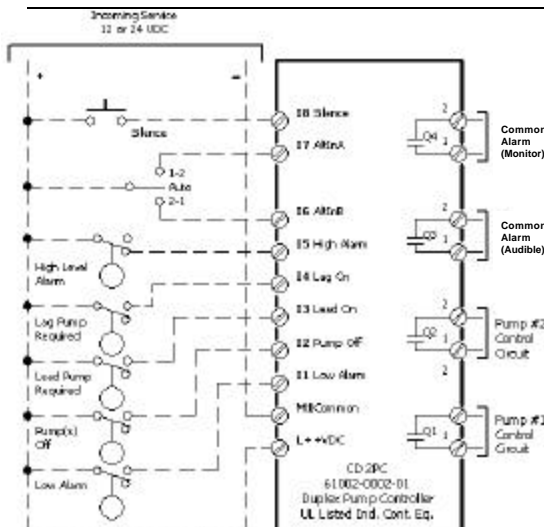 Incoming Service
12 or 24 VDC
+
-
Silence
1-2
Auto
2-1
High Level
Alarm
Lag Pump
Required
Lead Pump
Required
Pump(s)
Off
Low Alarm
I8 Silence
I7 AltInA
I6 AltInB
I5 High Alarm
I4 Lag On
I3 Lead On
I2 Pump Off
I1 Low Alarm
Common
L+ +VDC
CD 2PC
61002-0002-01
Duplex Pump Controller
UL Listed Ind. Cont. Eq.
2
Q4
1
Common
Alarm
(Monitor)
2
Q3
1
Common
Alarm
(Audible)
2
Q2
1
Pump #2
Control
Circuit
2
Q1
1
Pump #1
Control
Circuit